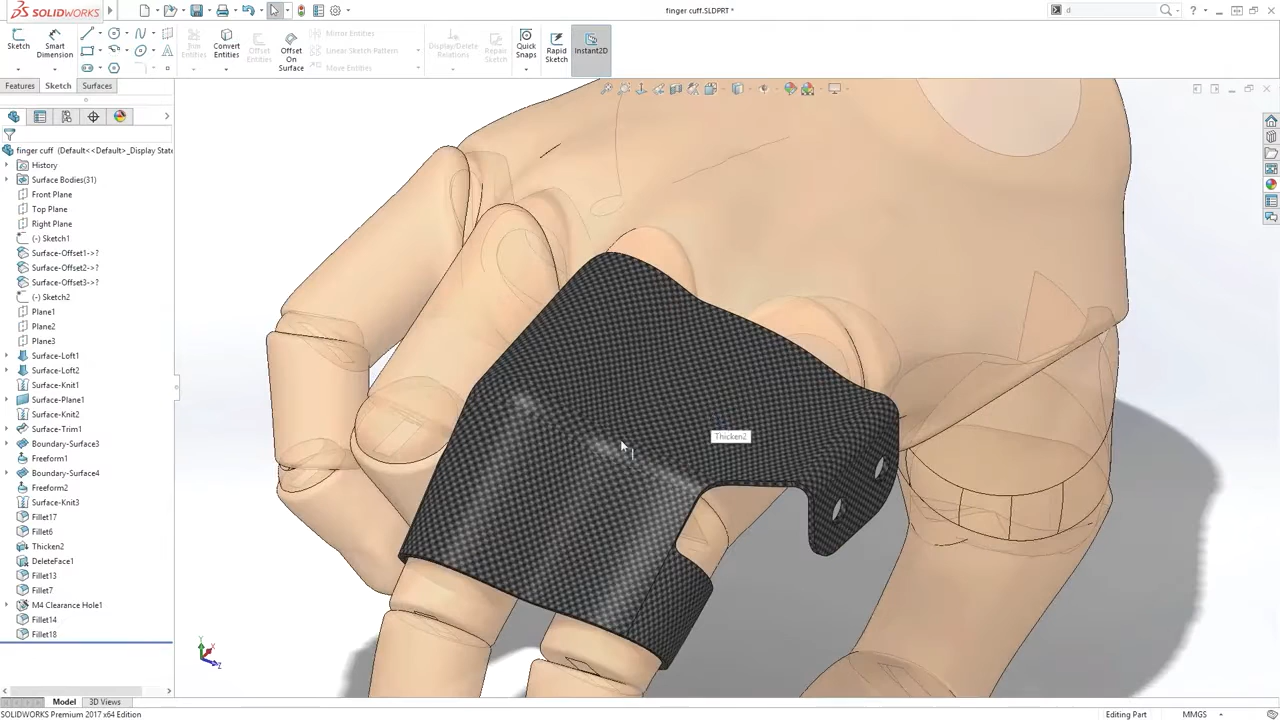 SOLIDWORKS
finger cuff.SLDPRT *
d
Sketch
Smart Dimension
Trim Entities
Convert Entities
Offset Entities
Offset On Surface
Mirror Entities
Linear Sketch Pattern
Move Entities
Display/Delete Relations
Repair Sketch
Quick Snaps
Rapid Sketch
Instant2D
Features
Sketch
Surfaces
finger cuff (Default<<Default>_Display State
History
Surface Bodies(31)
Front Plane
Top Plane
Right Plane
(-) Sketch1
Surface-Offset1->?
Surface-Offset2->?
Surface-Offset3->?
(-) Sketch2
Plane1
Plane2
Plane3
Surface-Loft1
Surface-Loft2
Surface-Knit1
Surface-Plane1
Surface-Knit2
Surface-Trim1
Boundary-Surface3
Freeform1
Boundary-Surface4
Freeform2
Surface-Knit3
Fillet17
Fillet6
Thicken2
DeleteFace1
Fillet13
Fillet7
M4 Clearance Hole1
Fillet14
Fillet18
Thicken2
Y
X
Z
Model
3D Views
SOLIDWORKS Premium 2017 x64 Edition
Editing Part
MMGS